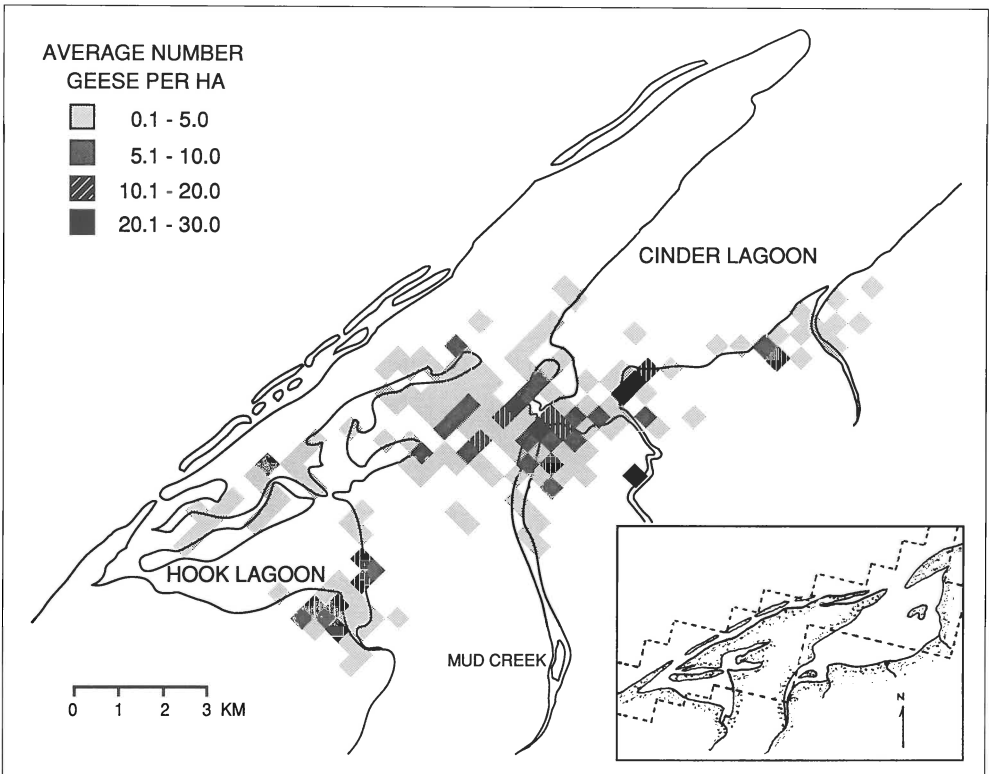 AVERAGE NUMBER
GEESE PER HA
0.1 - 5.0
5.1 - 10.0
10.1 - 20.0
20.1 - 30.0
CINDER LAGOON
HOOK LAGOON
MUD CREEK
0 1 2 3 KM
N